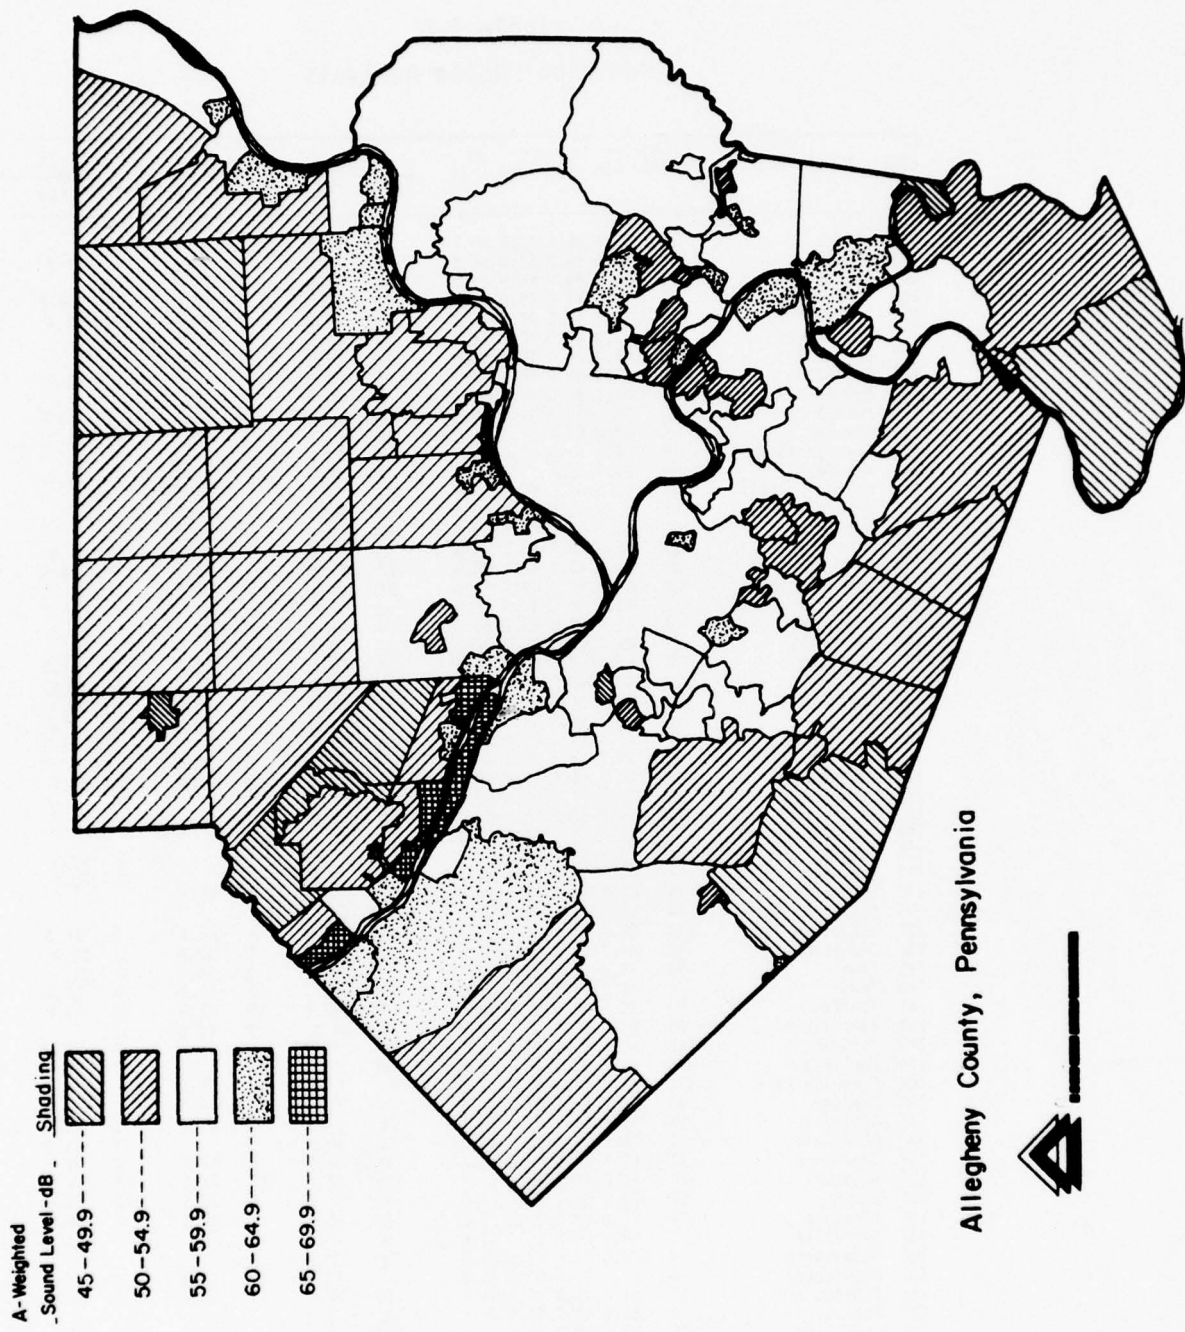 A-Weighted
Sound Level-dB Shading
45-49.9------
50-54.9------
55-59.9------
60-64.9------
65-69.9------
Allegheny County, Pennsylvania